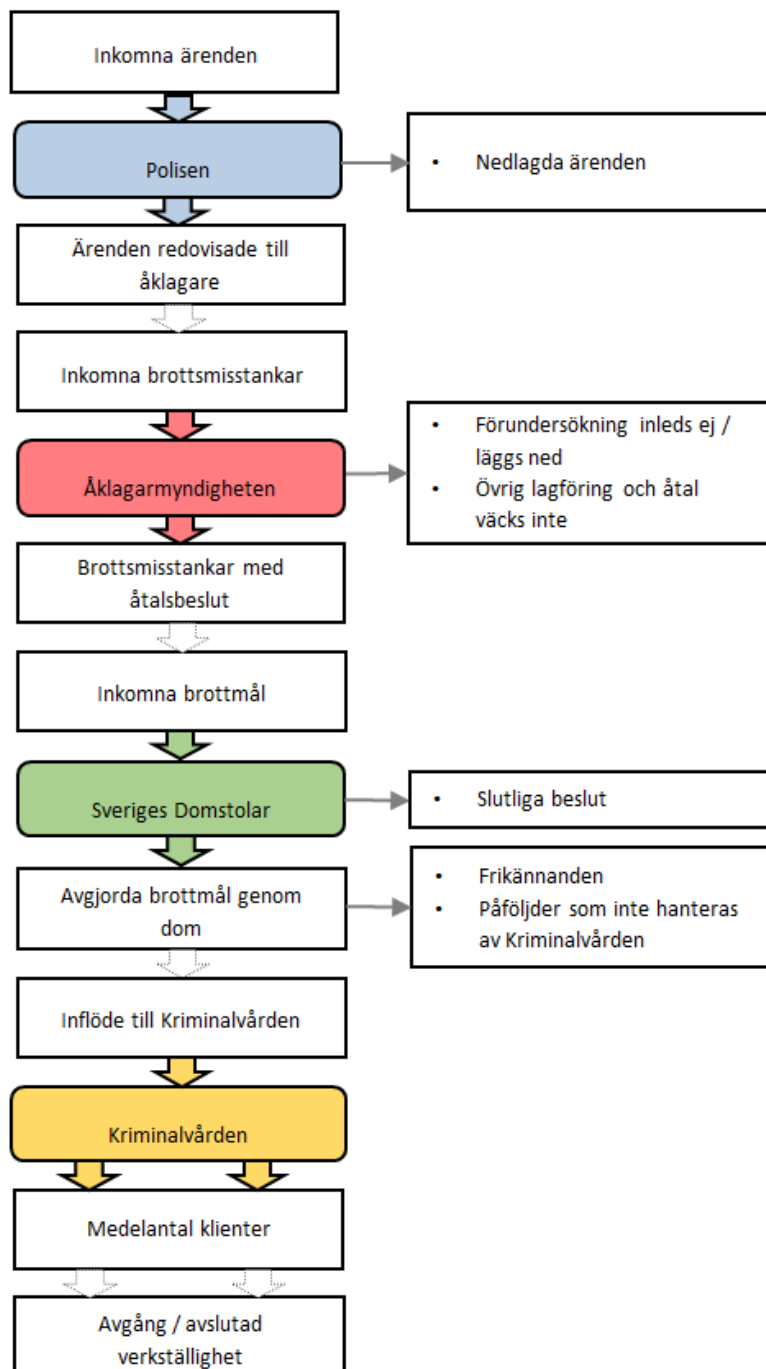 Inkomna ärenden
Polisen
• Nedlagda ärenden
Ärenden redovisade till
åklagare
Inkomna brottsmisstankar
Åklagarmyndigheten
• Förundersökning inleds ej /
läggs ned
• Övrig lagföring och åtal
väcks inte
Brottsmisstankar med
åtalsbeslut
Inkomna brottmål
Sveriges Domstolar
• Slutliga beslut
Avgjorda brottmål genom
dom
• Frikännanden
• Påföljder som inte hanteras
av Kriminalvården
Inflöde till Kriminalvården
Kriminalvården
Medelantal klienter
Avgång / avslutad
verkställighet